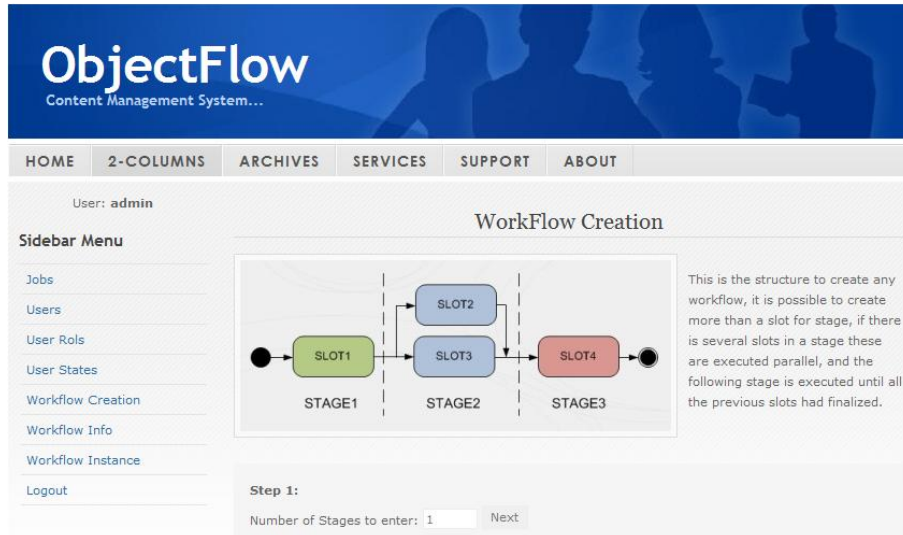 ObjectFlow
Content Management System...
HOME 2-COLUMNS ARCHIVES SERVICES SUPPORT ABOUT
User: admin
Sidebar Menu
Jobs
Users
User Rols
User States
Workflow Creation
Workflow Info
Workflow Instance
Logout
WorkFlow Creation
SLOT2
SLOT1
SLOT3
SLOT4
STAGE1
STAGE2
STAGE3
This is the structure to create any
workflow, it is possible to create
more than a slot for stage, if there
is several slots in a stage these
are executed parallel, and the
following stage is executed until all
the previous slots had finalized.
Step 1:
Number of Stages to enter: 1 Next